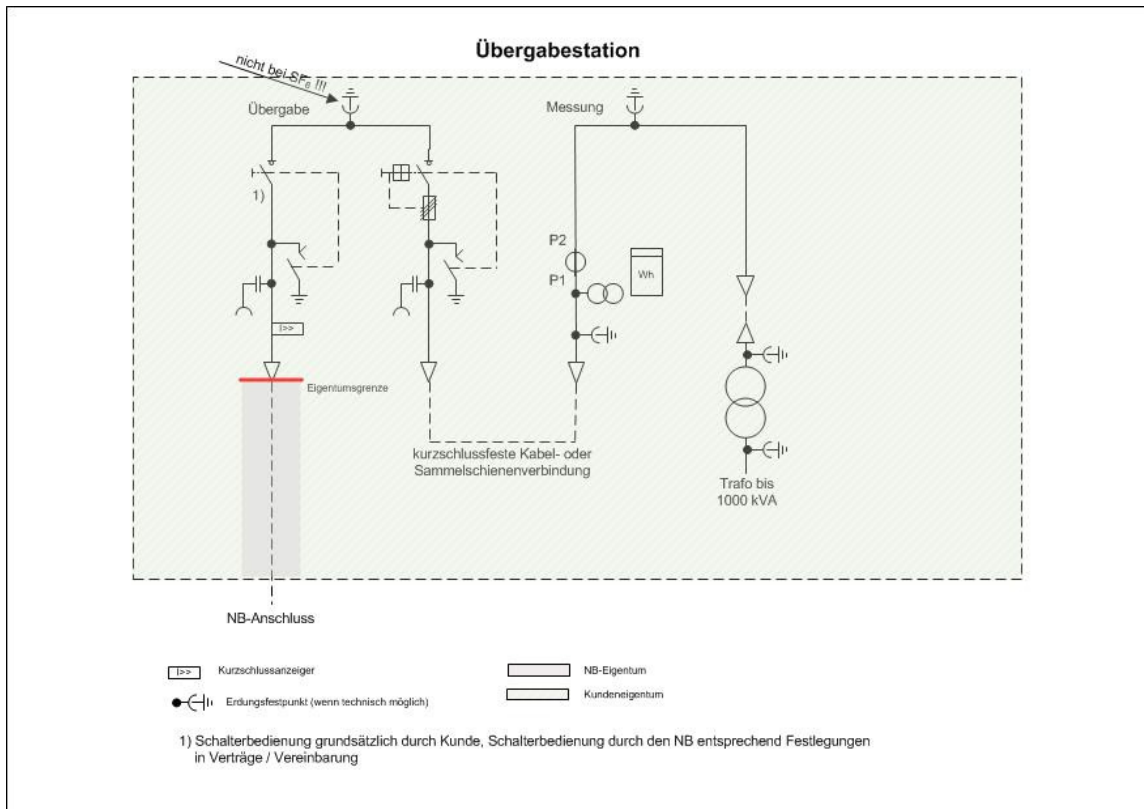 Übergabestation
nicht bei SF₆ !!!
Übergabe
Messung
1)
P2
P1
Wh
I>>
Eigentumsgrenze
kurzschlussfeste Kabel- oder
Sammelschienenverbindung
Trafo bis
1000 kVA
NB-Anschluss
I>> Kurzschlussanzeiger
NB-Eigentum
Erdungsfestpunkt (wenn technisch möglich)
Kundeneigentum
1) Schalterbedienung grundsätzlich durch Kunde, Schalterbedienung durch den NB entsprechend Festlegungen
in Verträge / Vereinbarung